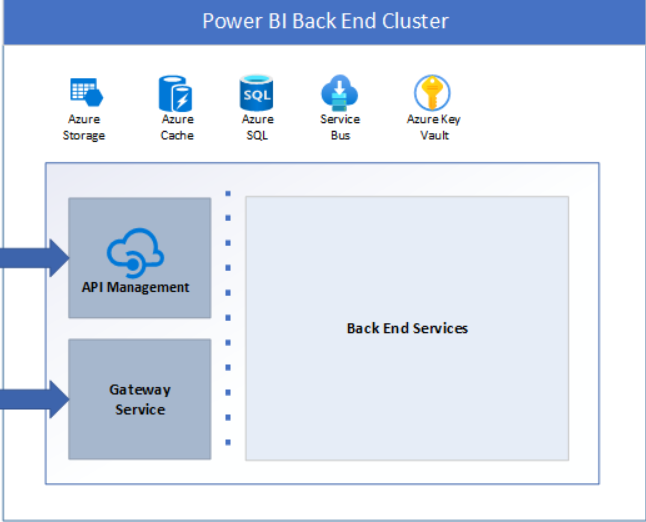 Power BI Back End Cluster
SQL
Azure
Storage
Azure
Cache
Azure
SQL
Service
Bus
Azure Key
Vault
API Management
Back End Services
Gateway
Service